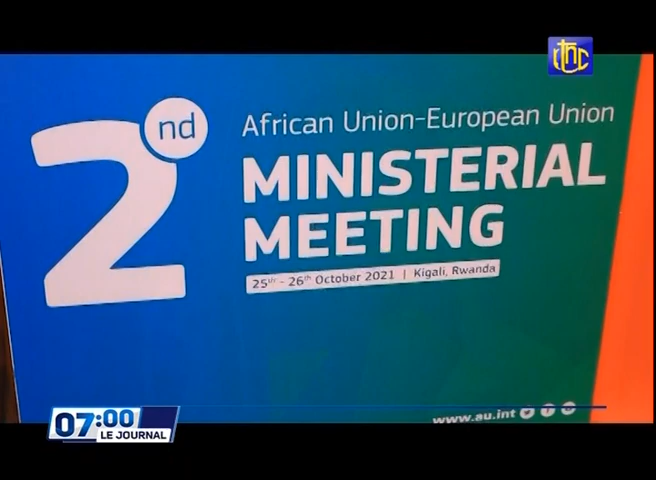 rtnc
2nd
African Union-European Union
MINISTERIAL
MEETING
25th - 26th October 2021 | Kigali, Rwanda
www.au.int
07:00
LE JOURNAL